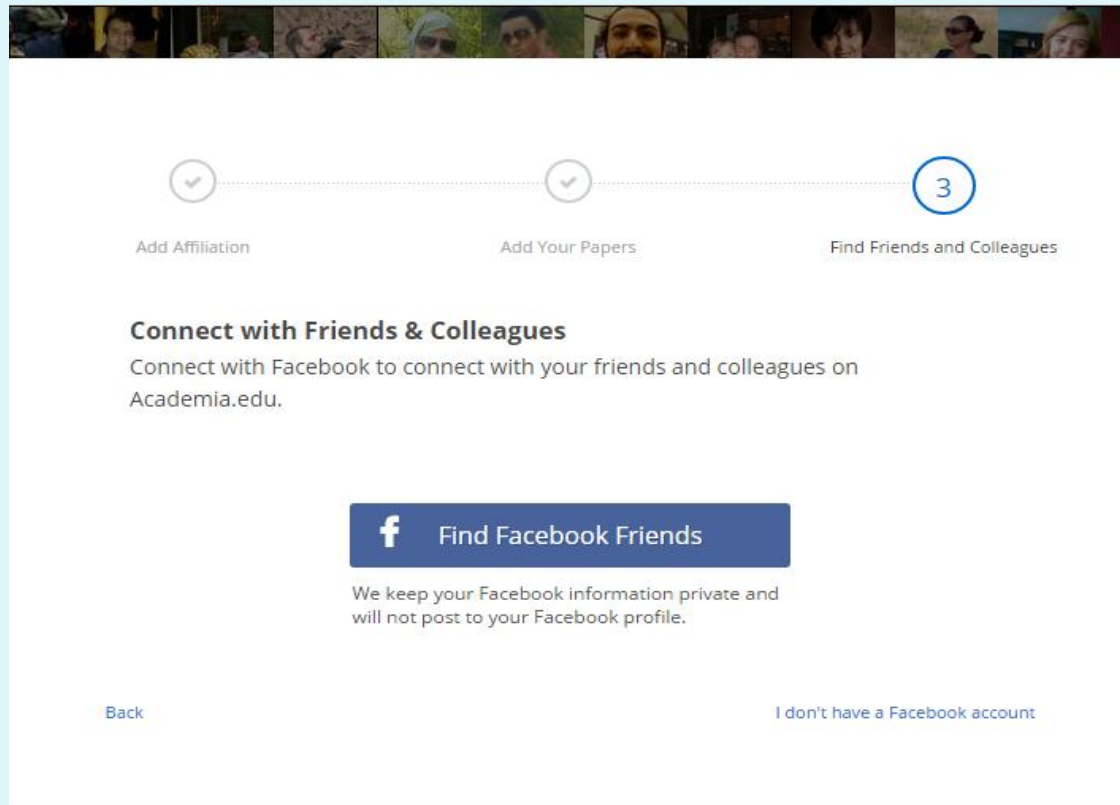 3
Add Affiliation
Add Your Papers
Find Friends and Colleagues
Connect with Friends & Colleagues
Connect with Facebook to connect with your friends and colleagues on
Academia.edu.
f Find Facebook Friends
We keep your Facebook information private and
will not post to your Facebook profile.
Back
I don't have a Facebook account